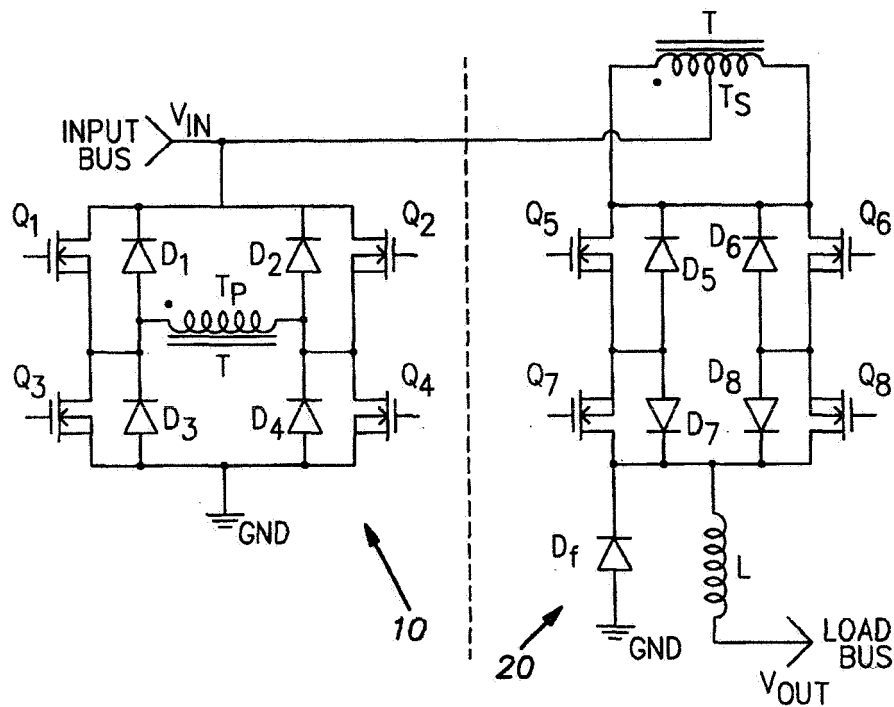 T
T_S
INPUT BUS
V_IN
Q_1
D_1
D_2
Q_2
T_P
T
Q_3
D_3
D_4
Q_4
GND
10
Q_5
D_5
D_6
Q_6
Q_7
D_7
D_8
Q_8
D_f
GND
L
20
LOAD BUS
V_OUT